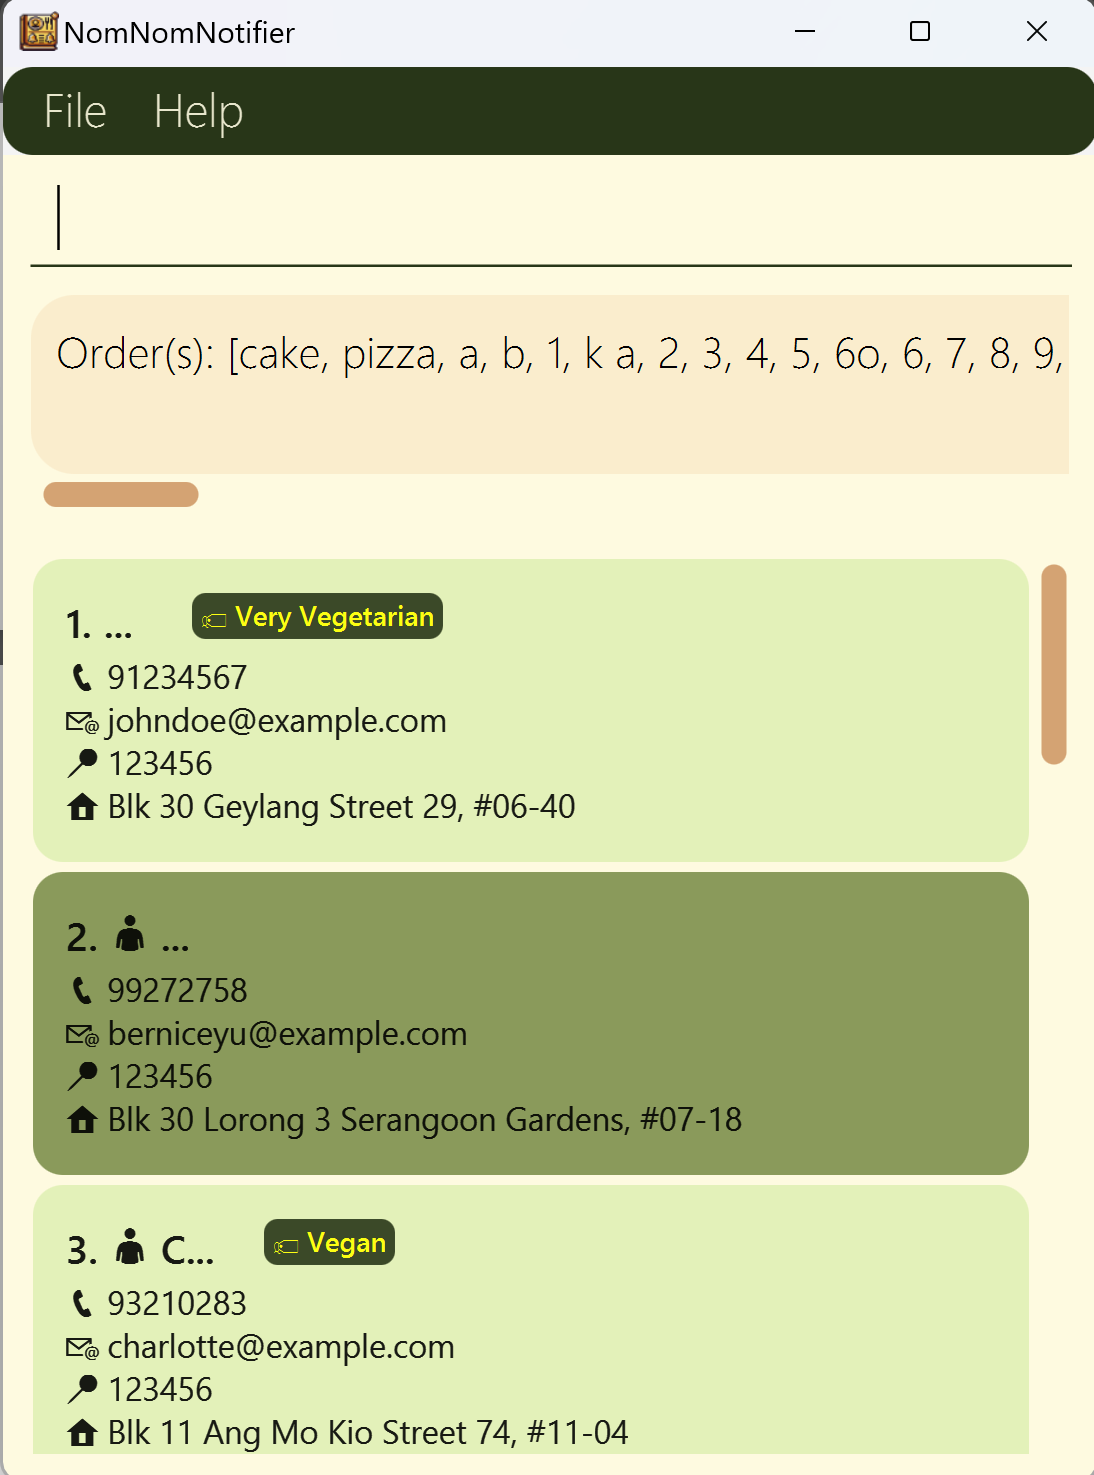 NomNomNotifier
File Help
Order(s): [cake, pizza, a, b, 1, k a, 2, 3, 4, 5, 6o, 6, 7, 8, 9,
1. ... Very Vegetarian
91234567
johndoe@example.com
123456
Blk 30 Geylang Street 29, #06-40
2. ...
99272758
berniceyu@example.com
123456
Blk 30 Lorong 3 Serangoon Gardens, #07-18
3. C... Vegan
93210283
charlotte@example.com
123456
Blk 11 Ang Mo Kio Street 74, #11-04